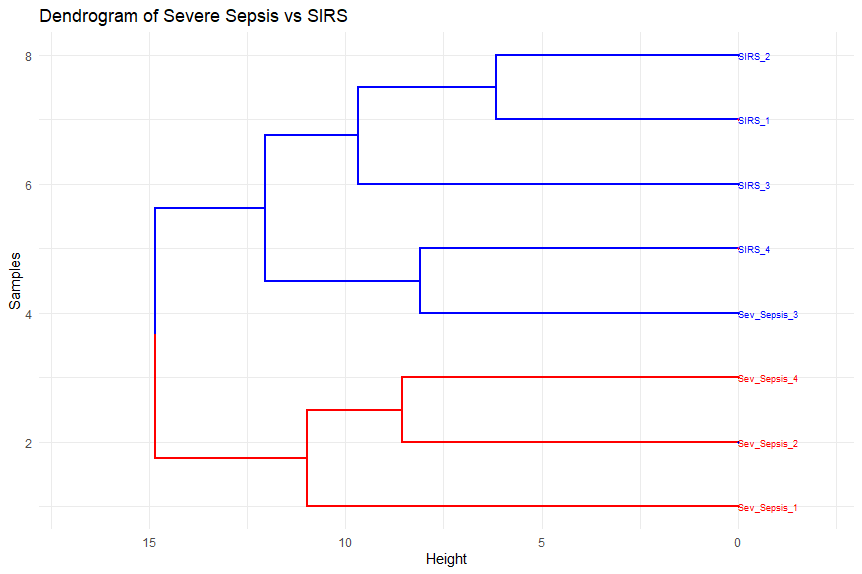 Dendrogram of Severe Sepsis vs SIRS
8
SIRS_2
SIRS_1
6
SIRS_3
SIRS_4
Samples
4
Sev_Sepsis_3
Sev_Sepsis_4
2
Sev_Sepsis_2
Sev_Sepsis_1
15
10
5
0
Height